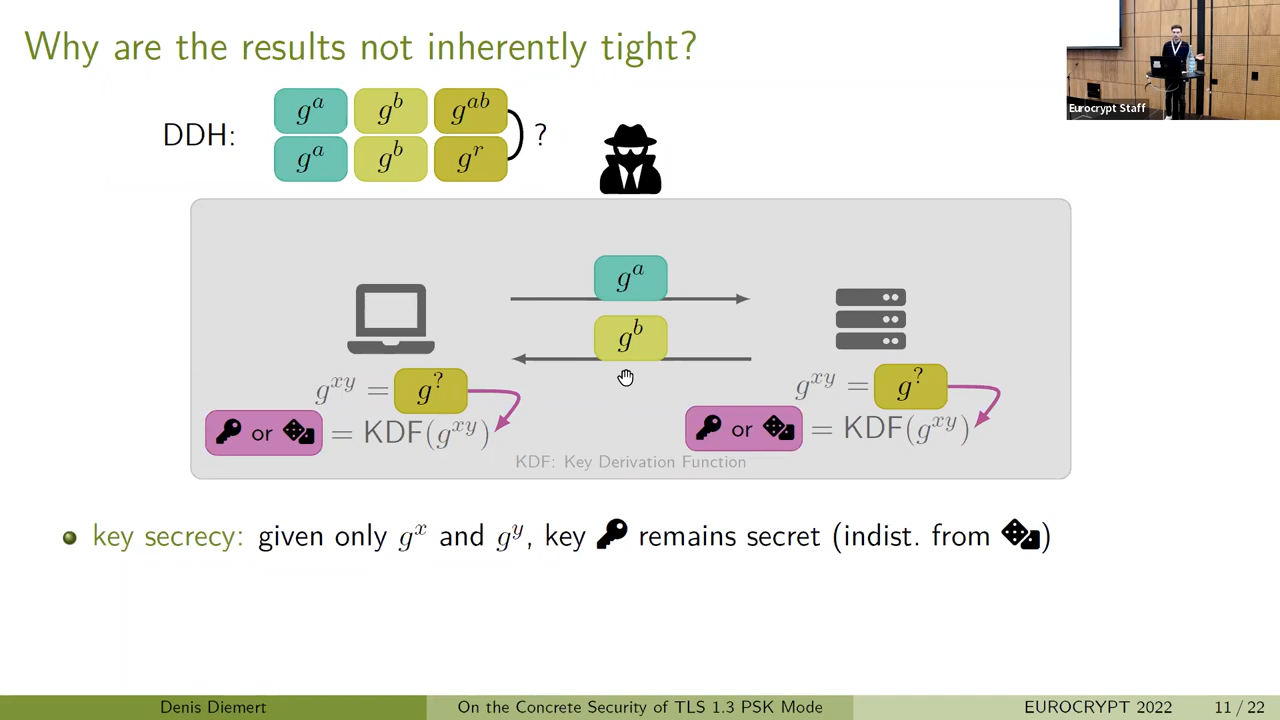 Why are the results not inherently tight?
Eurocrypt Staff
DDH:
g^a g^b g^{ab}
?
g^a g^b g^r
g^a
g^b
g^{xy} = g^?
or = KDF(g^{xy})
g^{xy} = g^?
or = KDF(g^{xy})
KDF: Key Derivation Function
key secrecy: given only g^x and g^y, key remains secret (indist. from )
Denis Diemert On the Concrete Security of TLS 1.3 PSK Mode EUROCRYPT 2022 11 / 22